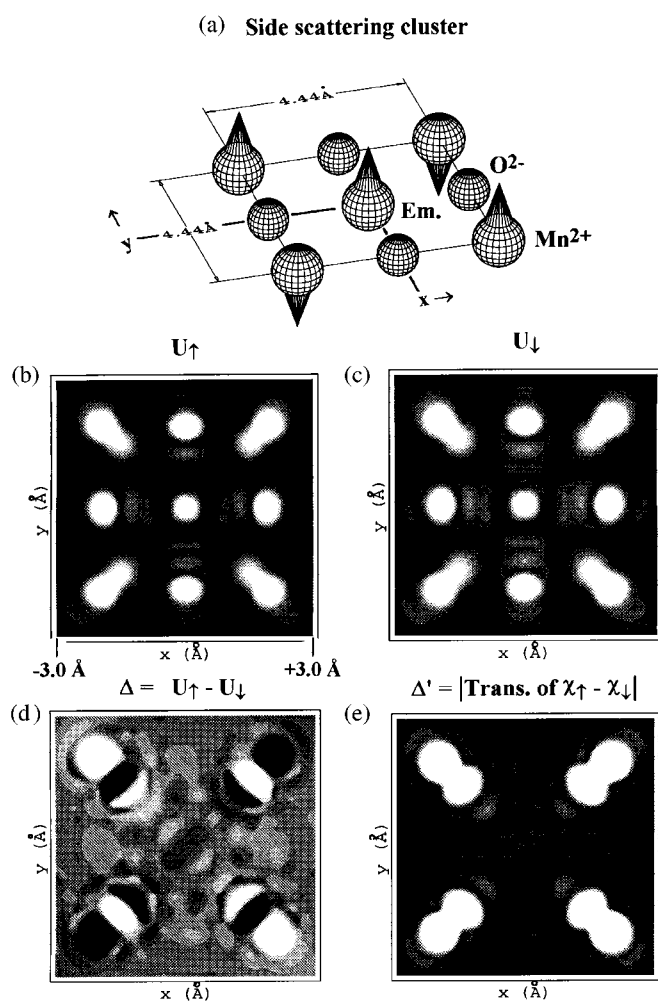 (a) Side scattering cluster
4.44Å
O2-
Em.
y
4.44Å
Mn2+
x
U↑
U↓
(b)
(c)
y (Å)
y (Å)
x (Å)
x (Å)
-3.0 Å
+3.0 Å
Δ = U↑ - U↓
Δ' = |Trans. of χ↑ - χ↓|
(d)
(e)
y (Å)
y (Å)
x (Å)
x (Å)